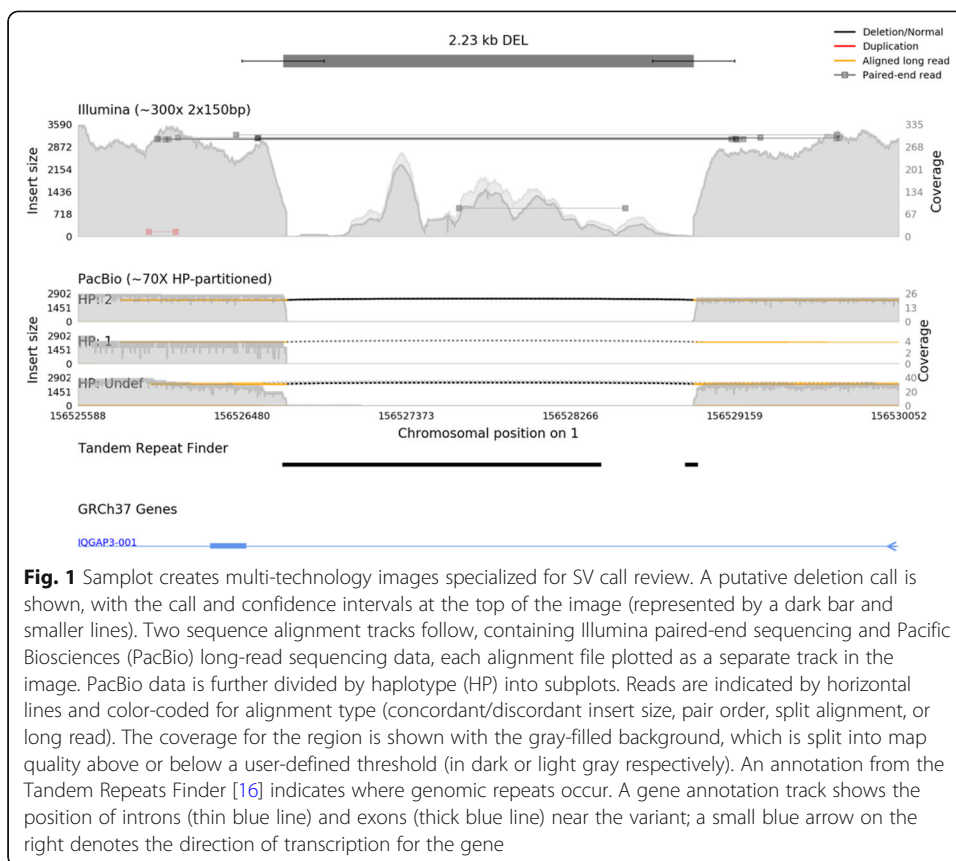 2.23 kb DEL
Deletion/Normal
Duplication
Aligned long read
Paired-end read
Illumina (~300x 2x150bp)
3590
2872
2154
1436
718
0
Insert size
335
268
201
134
67
0
Coverage
PacBio (~70X HP-partitioned)
2902
1451
0
HP: 2
26
13
0
2902
1451
0
HP: 1
4
2
0
2902
1451
0
HP: Undef
40
20
0
Insert size
Coverage
156525588 156526480 156527373 156528266 156529159 156530052
Chromosomal position on 1
Tandem Repeat Finder
GRCh37 Genes
IQGAP3-001
Fig. 1 Samplot creates multi-technology images specialized for SV call review. A putative deletion call is
shown, with the call and confidence intervals at the top of the image (represented by a dark bar and
smaller lines). Two sequence alignment tracks follow, containing Illumina paired-end sequencing and Pacific
Biosciences (PacBio) long-read sequencing data, each alignment file plotted as a separate track in the
image. PacBio data is further divided by haplotype (HP) into subplots. Reads are indicated by horizontal
lines and color-coded for alignment type (concordant/discordant insert size, pair order, split alignment, or
long read). The coverage for the region is shown with the gray-filled background, which is split into map
quality above or below a user-defined threshold (in dark or light gray respectively). An annotation from the
Tandem Repeats Finder [16] indicates where genomic repeats occur. A gene annotation track shows the
position of introns (thin blue line) and exons (thick blue line) near the variant; a small blue arrow on the
right denotes the direction of transcription for the gene